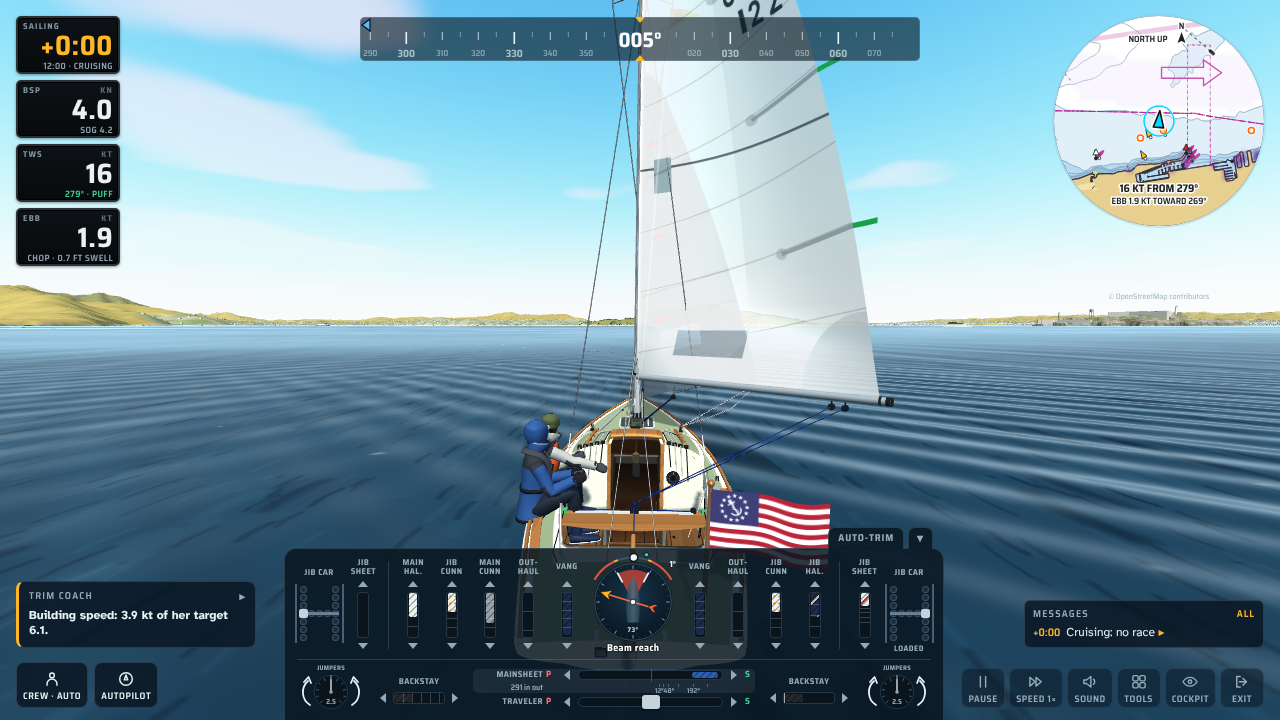 SAILING
+0:00
12:00 · CRUISING
BSP KN
4.0
SOG 4.2
TWS KT
16
279° · PUFF
EBB KT
1.9
CHOP · 0.7 FT SWELL
290 300 310 320 330 340 350 005° 020 030 040 050 060 070
122
N
NORTH UP
16 KT FROM 279°
EBB 1.9 KT TOWARD 269°
© OpenStreetMap contributors
AUTO-TRIM ▼
TRIM COACH ▶
Building speed: 3.9 kt of her target
6.1.
JIB CAR
JIB
SHEET
MAIN
HAL.
JIB
CUNN
MAIN
CUNN
OUT-
HAUL
VANG
1°
73°
Beam reach
VANG
OUT-
HAUL
JIB
CUNN
JIB
HAL.
JIB
SHEET
JIB CAR
LOADED
JUMPERS
2.5
BACKSTAY
MAINSHEET P S
291 in out
12'48" 192"
TRAVELER P S
BACKSTAY
JUMPERS
2.5
MESSAGES ALL
+0:00 Cruising: no race ▸
CREW · AUTO
AUTOPILOT
PAUSE
SPEED 1×
SOUND
TOOLS
COCKPIT
EXIT